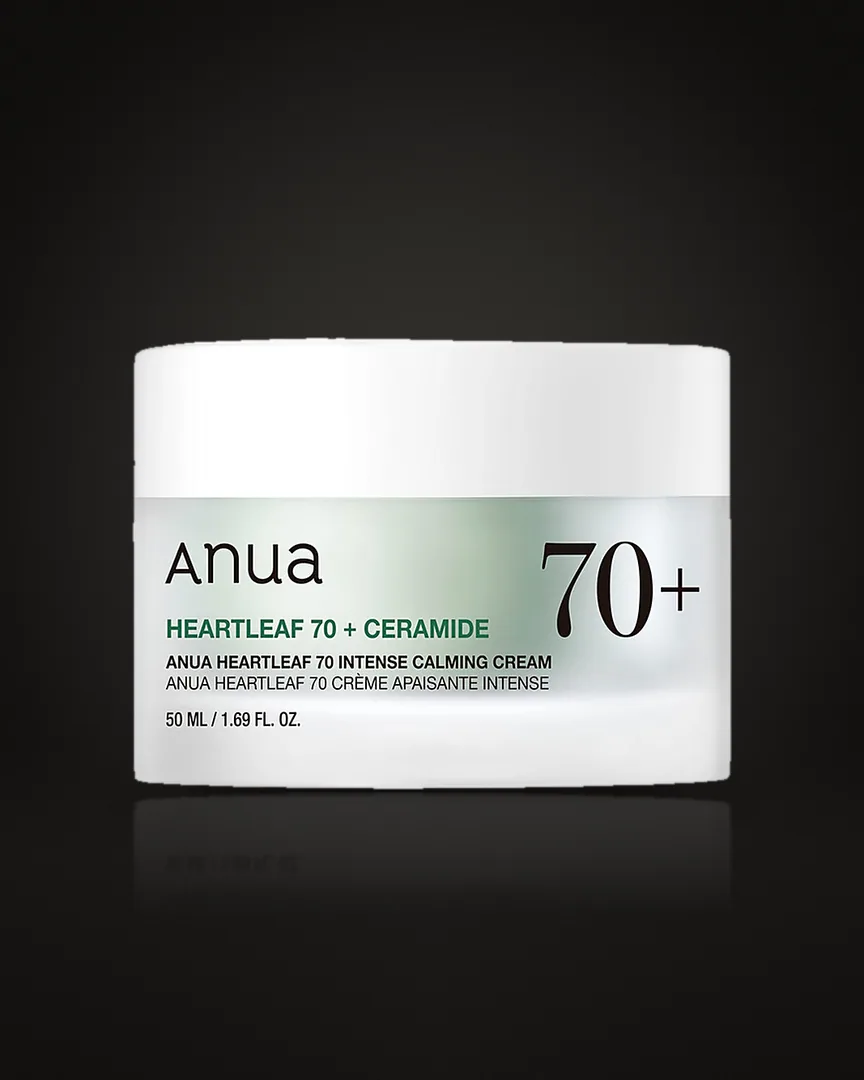 Anua
70+
HEARTLEAF 70 + CERAMIDE
ANUA HEARTLEAF 70 INTENSE CALMING CREAM
ANUA HEARTLEAF 70 CRÈME APAISANTE INTENSE
50 ML / 1.69 FL. OZ.